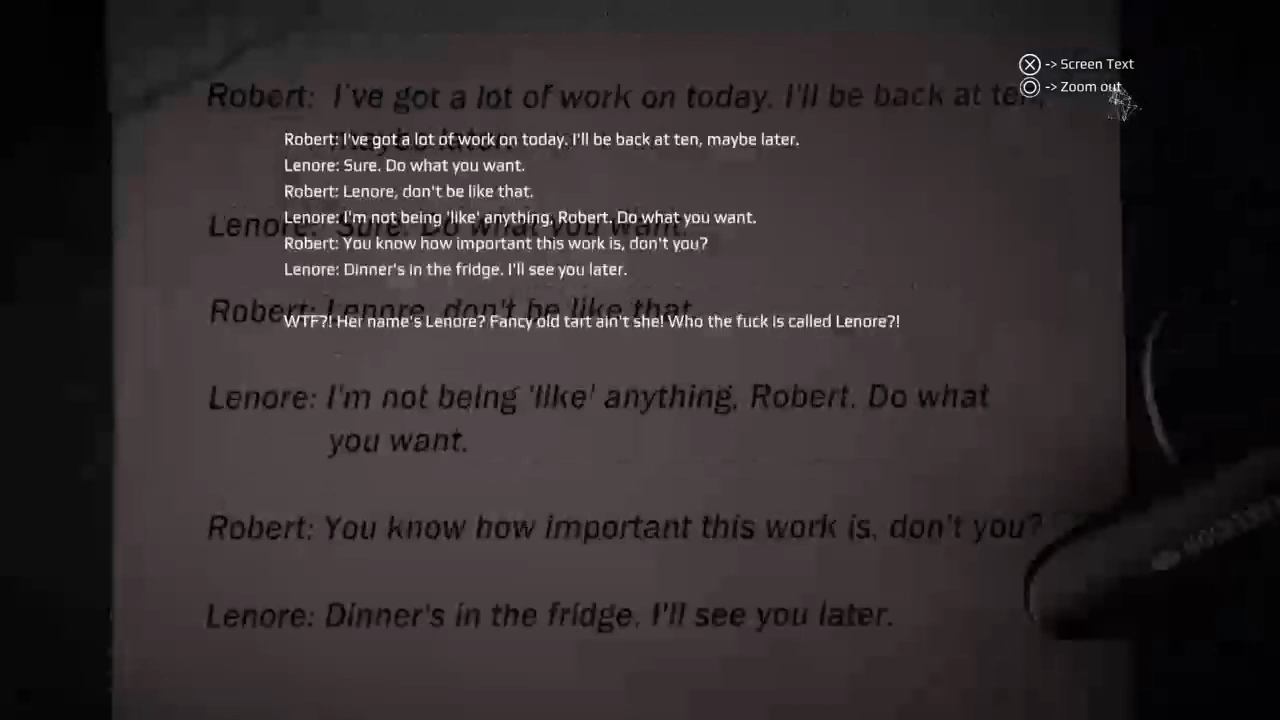 -> Screen Text
-> Zoom out
Robert: I've got a lot of work on today. I'll be back at ten,
maybe later.
Robert: I've got a lot of work on today. I'll be back at ten, maybe later.
Lenore: Sure. Do what you want.
Robert: Lenore, don't be like that.
Lenore: I'm not being 'like' anything, Robert. Do what you want.
Robert: You know how important this work is, don't you?
Lenore: Dinner's in the fridge. I'll see you later.
WTF?! Her name's Lenore? Fancy old tart ain't she! Who the fuck is called Lenore?!
Lenore: Sure. Do what you want.
Robert: Lenore, don't be like that.
Lenore: I'm not being 'like' anything, Robert. Do what
you want.
Robert: You know how important this work is, don't you?
Lenore: Dinner's in the fridge. I'll see you later.